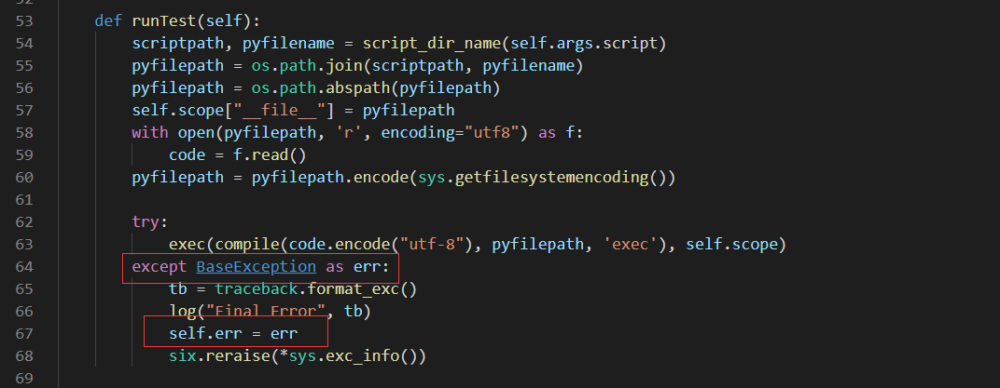 52
53 def runTest(self):
54 scriptpath, pyfilename = script_dir_name(self.args.script)
55 pyfilepath = os.path.join(scriptpath, pyfilename)
56 pyfilepath = os.path.abspath(pyfilepath)
57 self.scope["__file__"] = pyfilepath
58 with open(pyfilepath, 'r', encoding="utf8") as f:
59 code = f.read()
60 pyfilepath = pyfilepath.encode(sys.getfilesystemencoding())
61
62 try:
63 exec(compile(code.encode("utf-8"), pyfilepath, 'exec'), self.scope)
64 except BaseException as err:
65 tb = traceback.format_exc()
66 log("Final Error", tb)
67 self.err = err
68 six.reraise(*sys.exc_info())
69